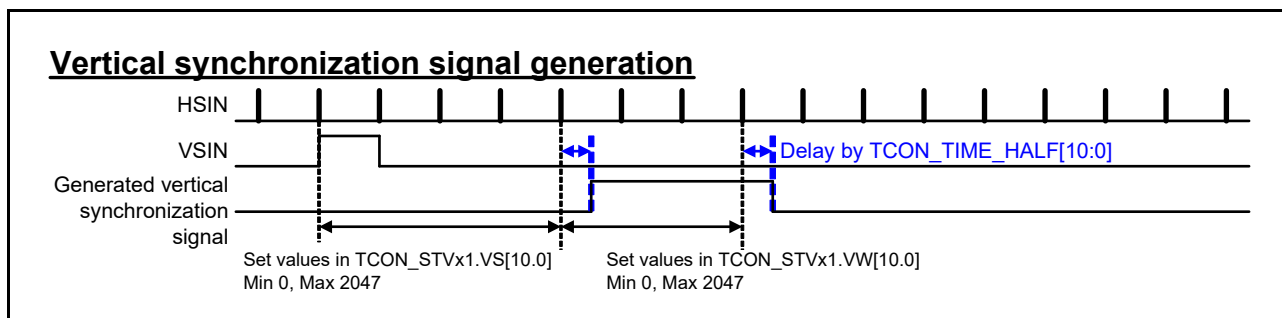 Vertical synchronization signal generation
HSIN
VSIN
Delay by TCON_TIME_HALF[10:0]
Generated vertical
synchronization
signal
Set values in TCON_STVx1.VS[10.0]
Min 0, Max 2047
Set values in TCON_STVx1.VW[10.0]
Min 0, Max 2047